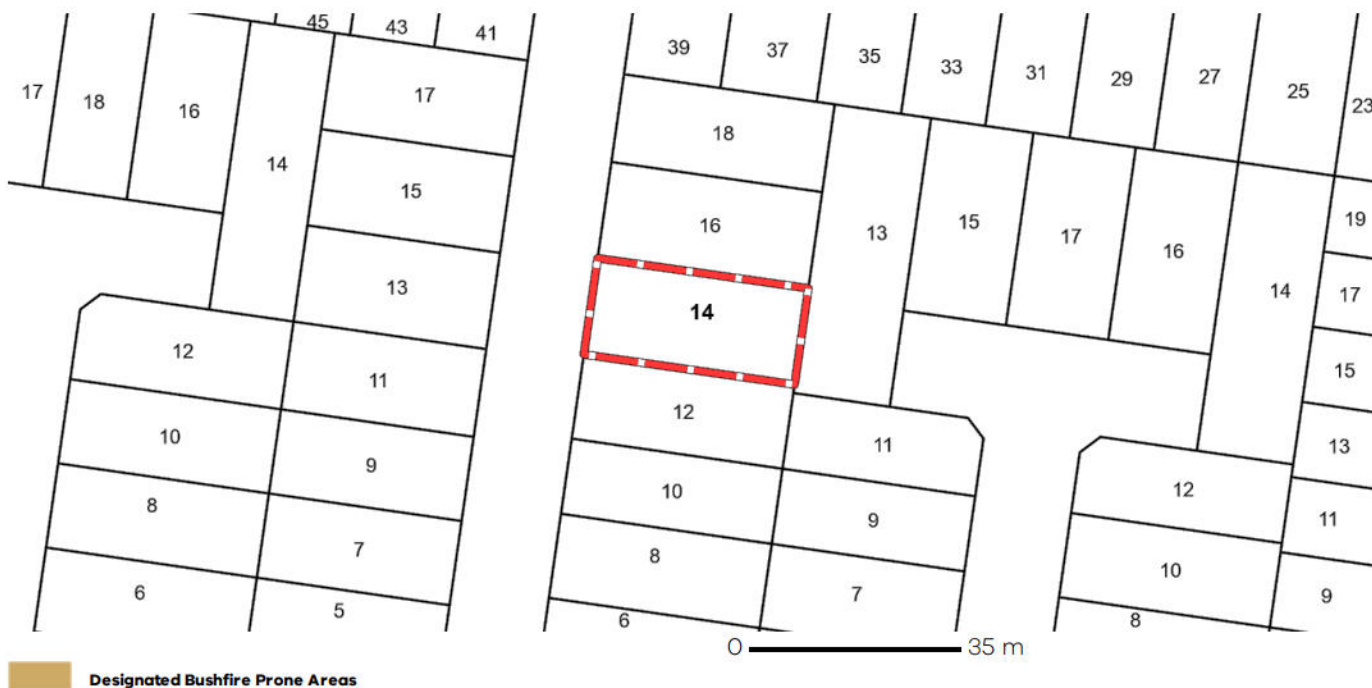 45 43 41 39 37 35 33 31 29 27 25 23
17 18 16 14 17 18 13 15 17 16 14 19
15 16 17
13 14 15
12 11 12 11 13
10 9 10 9 12 11
8 7 8 7 10 9
6 5 6 8
0 35 m
Designated Bushfire Prone Areas